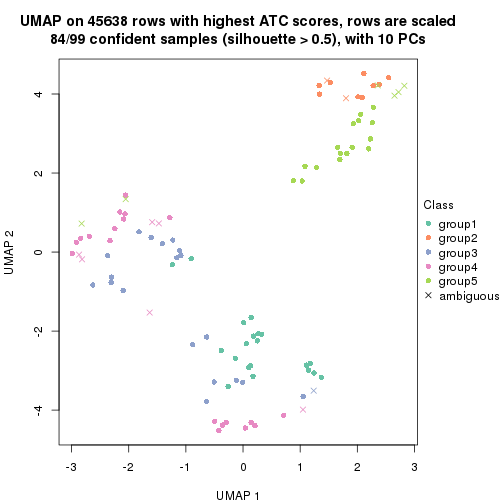 UMAP on 45638 rows with highest ATC scores, rows are scaled
84/99 confident samples (silhouette > 0.5), with 10 PCs
4
2
0
-2
-4
UMAP 2
-3 -2 -1 0 1 2 3
UMAP 1
Class
group1
group2
group3
group4
group5
ambiguous